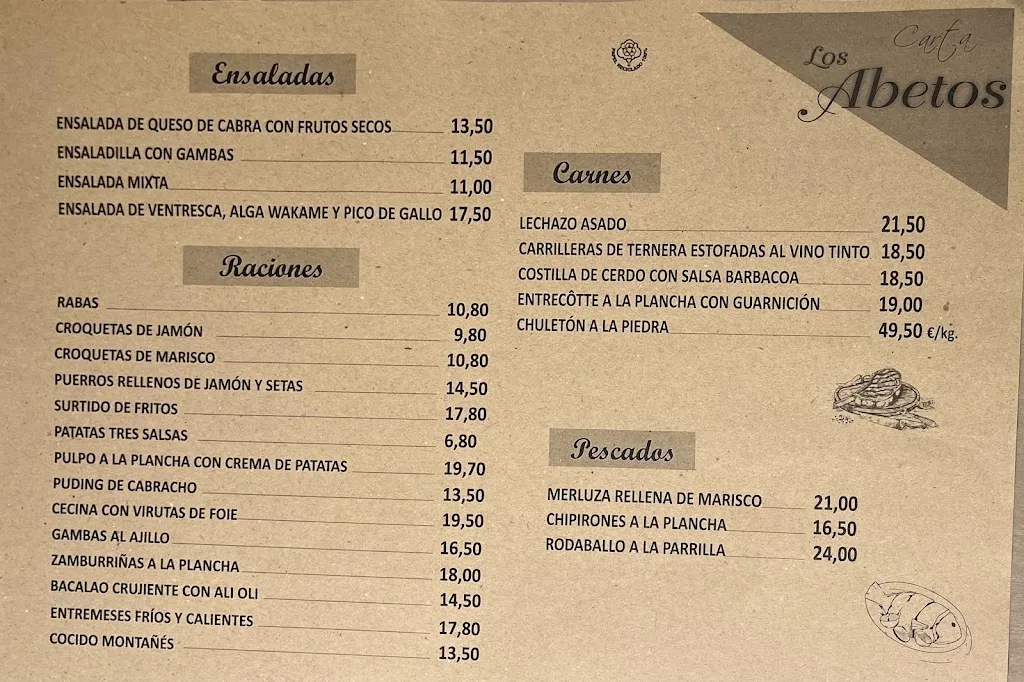 Carta
Los
Abetos
Ensaladas
ENSALADA DE QUESO DE CABRA CON FRUTOS SECOS 13,50
ENSALADILLA CON GAMBAS 11,50
ENSALADA MIXTA 11,00
ENSALADA DE VENTRESCA, ALGA WAKAME Y PICO DE GALLO 17,50
Raciones
RABAS 10,80
CROQUETAS DE JAMÓN 9,80
CROQUETAS DE MARISCO 10,80
PUERROS RELLENOS DE JAMÓN Y SETAS 14,50
SURTIDO DE FRITOS 17,80
PATATAS TRES SALSAS 6,80
PULPO A LA PLANCHA CON CREMA DE PATATAS 19,70
PUDING DE CABRACHO 13,50
CECINA CON VIRUTAS DE FOIE 19,50
GAMBAS AL AJILLO 16,50
ZAMBURRIÑAS A LA PLANCHA 18,00
BACALAO CRUJIENTE CON ALI OLI 14,50
ENTREMESES FRÍOS Y CALIENTES 17,80
COCIDO MONTAÑÉS 13,50
Carnes
LECHAZO ASADO 21,50
CARRILLERAS DE TERNERA ESTOFADAS AL VINO TINTO 18,50
COSTILLA DE CERDO CON SALSA BARBACOA 18,50
ENTRECÔTTE A LA PLANCHA CON GUARNICIÓN 19,00
CHULETÓN A LA PIEDRA 49,50 €/kg.
Pescados
MERLUZA RELLENA DE MARISCO 21,00
CHIPIRONES A LA PLANCHA 16,50
RODABALLO A LA PARRILLA 24,00